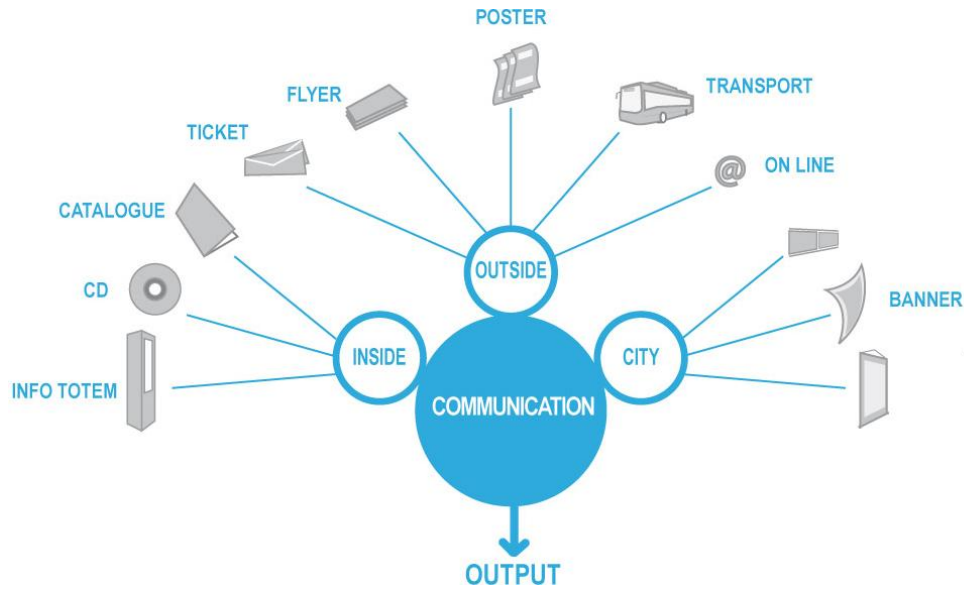 POSTER
TRANSPORT
FLYER
TICKET
@
ON LINE
CATALOGUE
OUTSIDE
CD
BANNER
INSIDE
CITY
INFO TOTEM
COMMUNICATION
OUTPUT